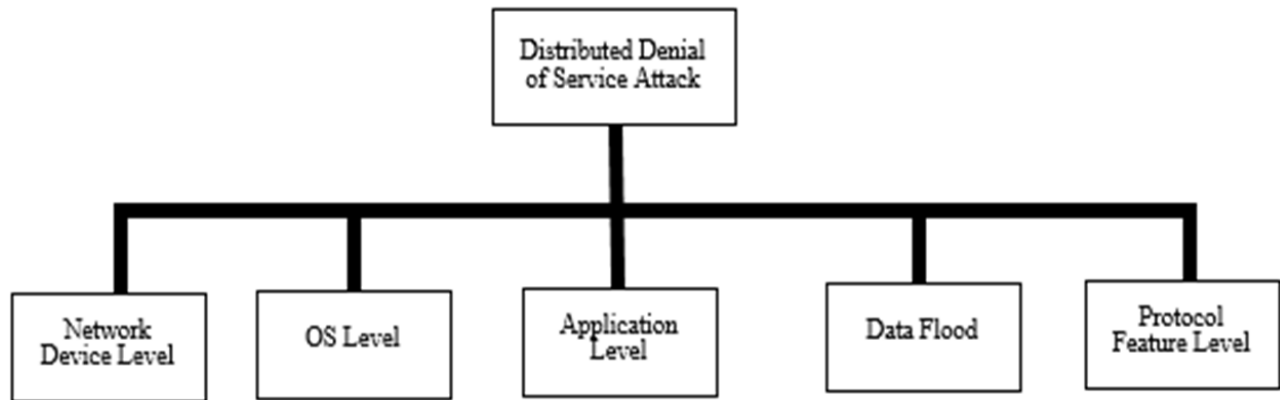 Distributed Denial
of Service Attack
Network
Device Level
OS Level
Application
Level
Data Flood
Protocol
Feature Level